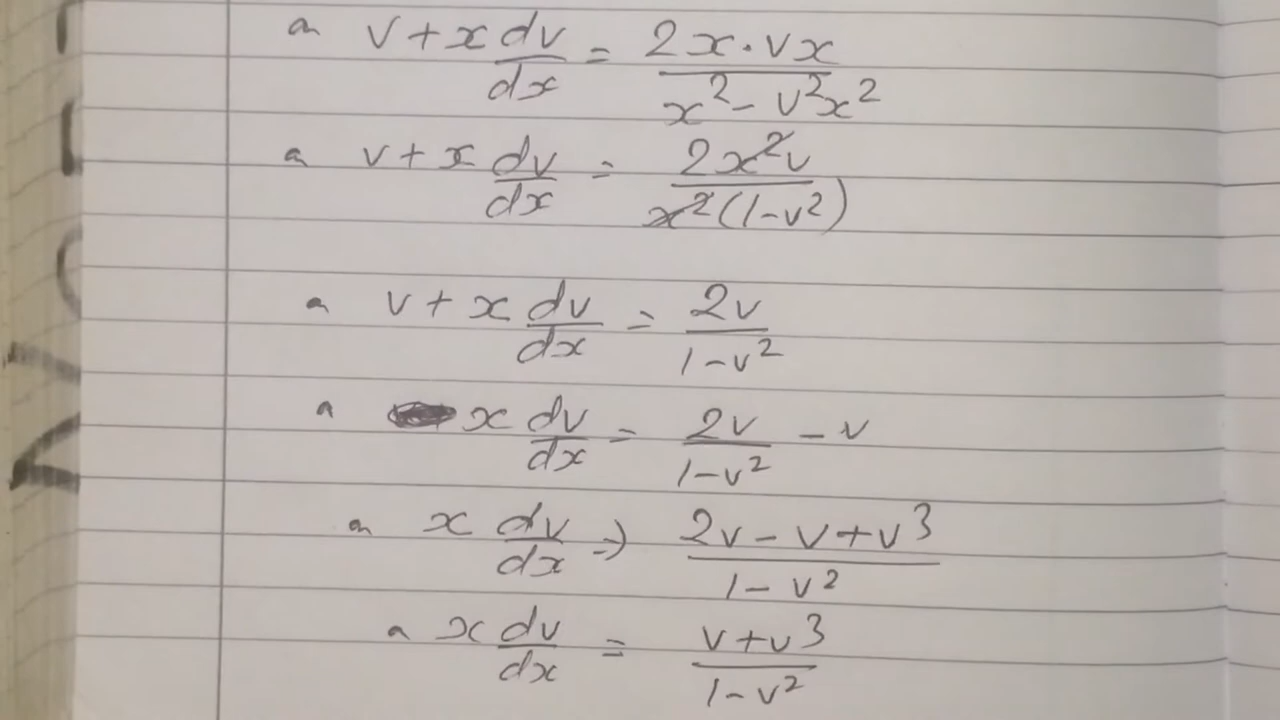 a v + x dv/dx = 2x·vx / x² - v²x²
a v + x dv/dx = 2x²v / x²(1-v²)
a v + x dv/dx = 2v / 1-v²
a x dv/dx = 2v / 1-v² - v
a x dv/dx => 2v - v + v³ / 1 - v²
a x dv/dx = v + v³ / 1 - v²